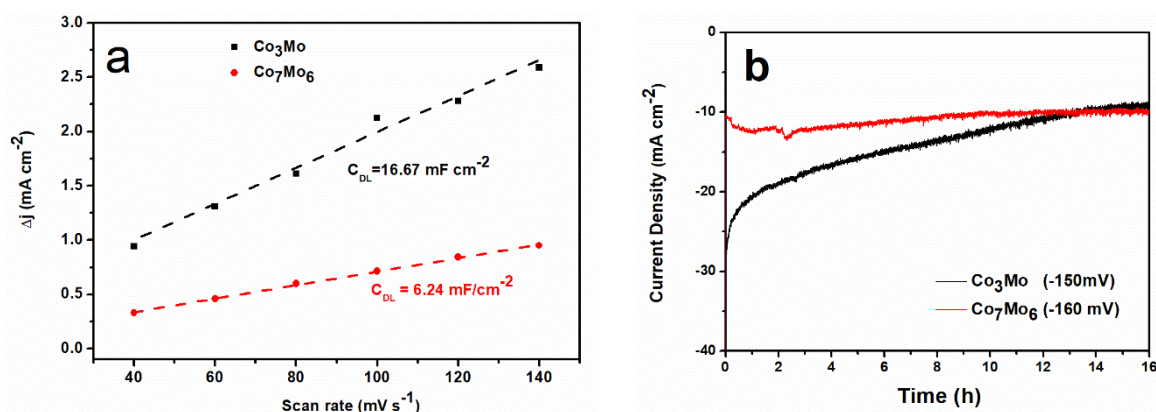 a
Co3Mo
Co7Mo6
3.0
2.5
2.0
1.5
1.0
0.5
0.0
Δj (mA cm-2)
CDL=16.67 mF cm-2
CDL = 6.24 mF/cm-2
40 60 80 100 120 140
Scan rate (mV s-1)
b
0
-10
-20
-30
-40
Current Density (mA cm-2)
Co3Mo (-150mV)
Co7Mo6 (-160 mV)
0 2 4 6 8 10 12 14 16
Time (h)